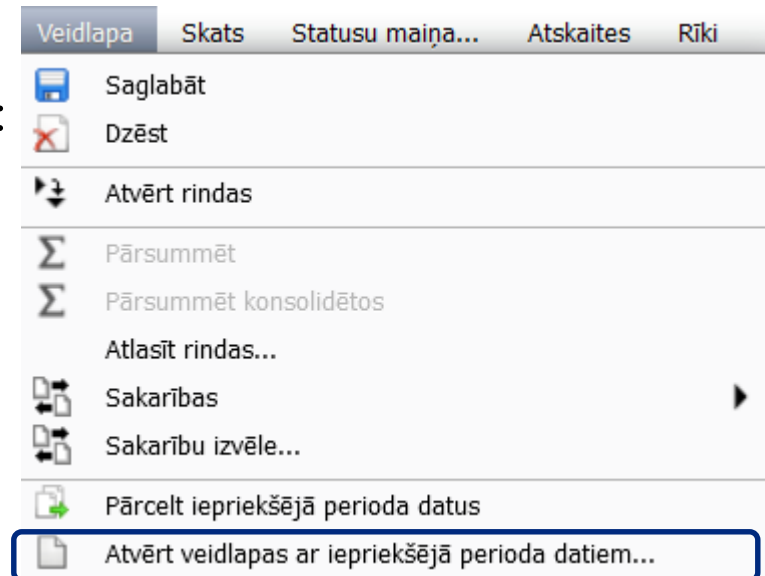 Veidlapa Skats Statusu maiņa... Atskaites Rīki
Saglabāt
:
Dzēst
Atvērt rindas
Pārsummēt
Pārsummēt konsolidētos
Atlasīt rindas...
Sakarības
Sakarību izvēle...
Pārcelt iepriekšējā perioda datus
Atvērt veidlapas ar iepriekšējā perioda datiem...